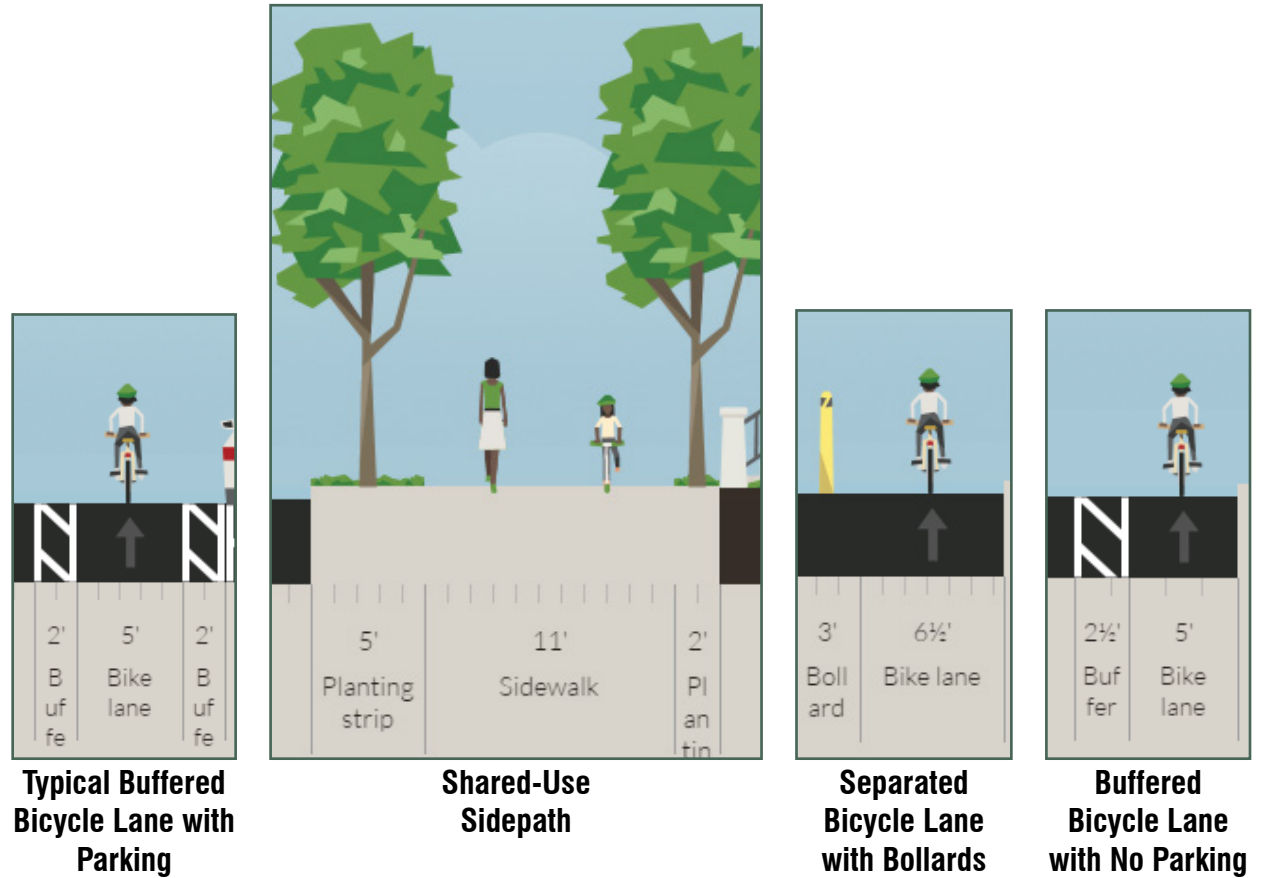 2'
B
uf
fe
5'
Bike
lane
2'
B
uf
fe
Typical Buffered
Bicycle Lane with
Parking
5'
Planting
strip
11'
Sidewalk
2'
Pl
an
tin
Shared-Use
Sidepath
3'
Boll
ard
6½'
Bike lane
Separated
Bicycle Lane
with Bollards
2½'
Buf
fer
5'
Bike
lane
Buffered
Bicycle Lane
with No Parking